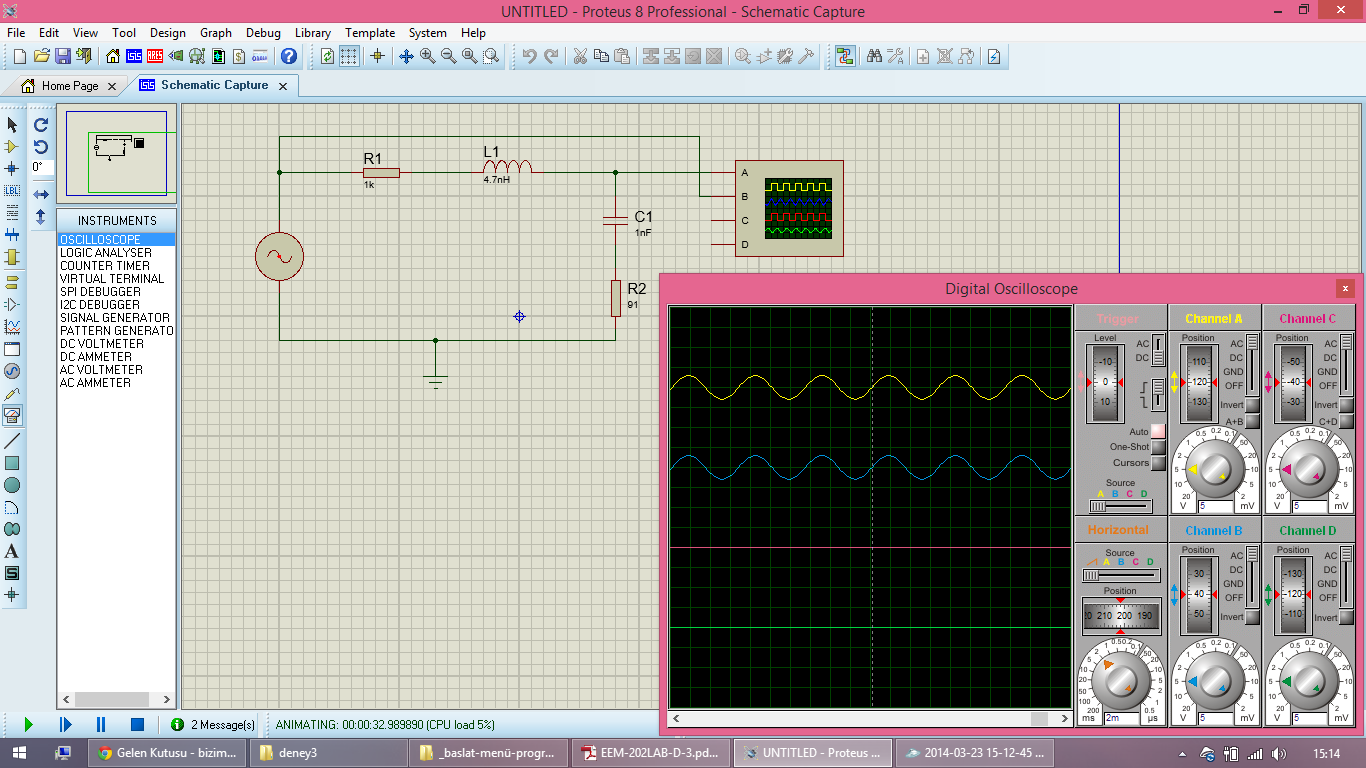 UNTITLED - Proteus 8 Professional - Schematic Capture
File Edit View Tool Design Graph Debug Library Template System Help
Home Page
Schematic Capture
0°
LBL
INSTRUMENTS
OSCILLOSCOPE
LOGIC ANALYSER
COUNTER TIMER
VIRTUAL TERMINAL
SPI DEBUGGER
I2C DEBUGGER
SIGNAL GENERATOR
PATTERN GENERATO
DC VOLTMETER
DC AMMETER
AC VOLTMETER
AC AMMETER
R1
1k
L1
4.7nH
C1
1nF
R2
91
A
B
C
D
Digital Oscilloscope
Trigger
Level
-10
0
10
AC
DC
Auto
One-Shot
Cursors
Source
A B C D
Channel A
Position
-110
-120
-130
AC
DC
GND
OFF
Invert
A+B
V 5 mV
Channel C
Position
-50
-40
-30
AC
DC
GND
OFF
Invert
C+D
V 5 mV
Horizontal
Source
A B C D
Position
20 210 200 190
ms 2m µs
Channel B
Position
30
40
50
AC
DC
GND
OFF
Invert
V 5 mV
Channel D
Position
-130
-120
-110
AC
DC
GND
OFF
Invert
V 5 mV
2 Message(s)
ANIMATING: 00:00:32.989890 (CPU load 5%)
Gelen Kutusu - bizim...
deney3
_baslat-menü-progr...
EEM-202LAB-D-3.pd...
UNTITLED - Proteus ...
2014-03-23 15-12-45 ...
15:14